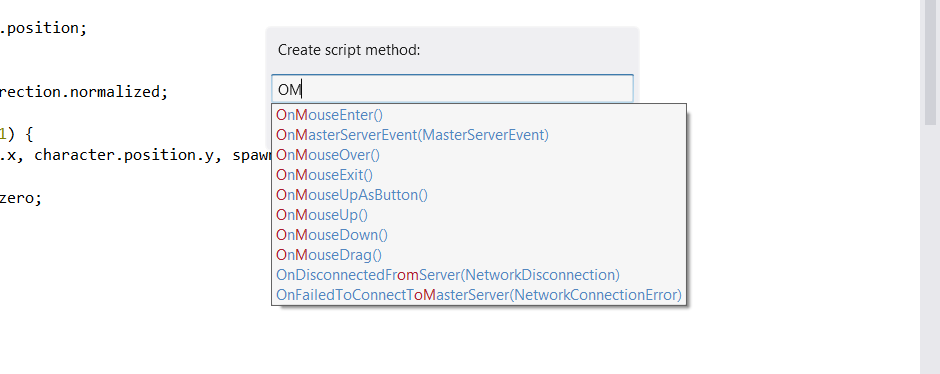 .position;
Create script method:
OM
rection.normalized;
OnMouseEnter()
1) {
OnMasterServerEvent(MasterServerEvent)
.x, character.position.y, spawn
OnMouseOver()
OnMouseExit()
zero;
OnMouseUpAsButton()
OnMouseUp()
OnMouseDown()
OnMouseDrag()
OnDisconnectedFromServer(NetworkDisconnection)
OnFailedToConnectToMasterServer(NetworkConnectionError)